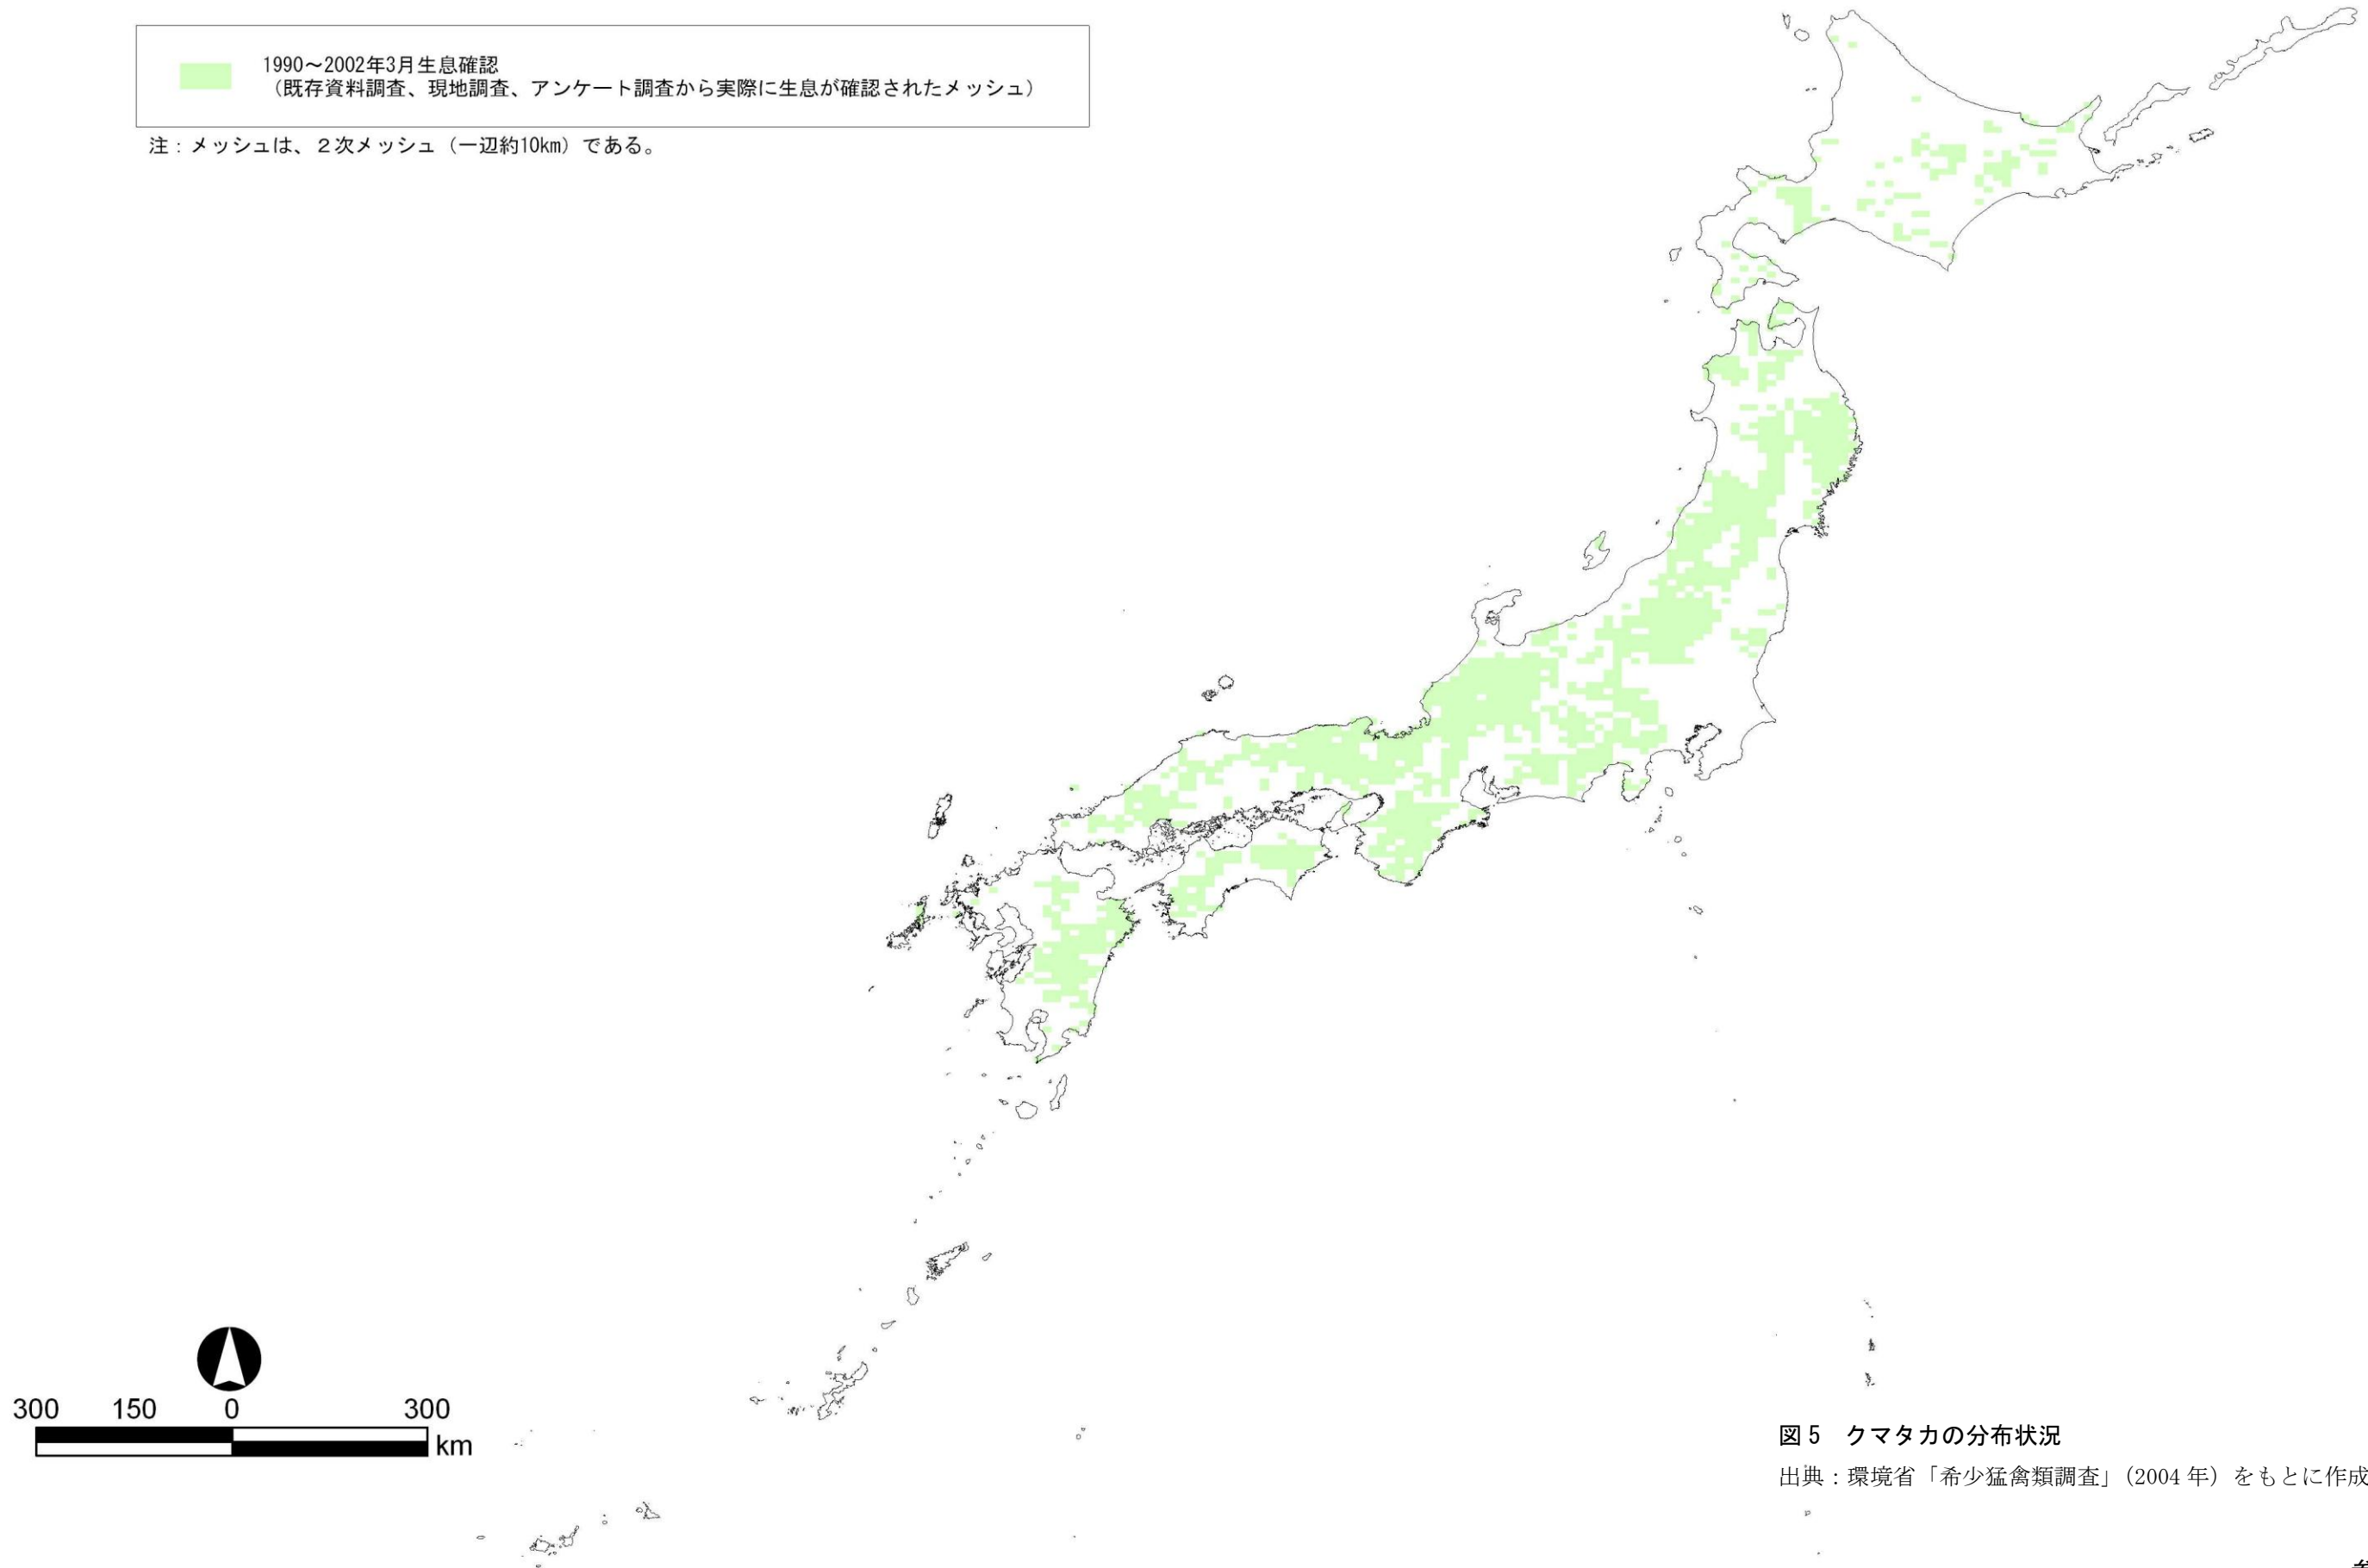 1990～2002年3月生息確認
（既存資料調査、現地調査、アンケート調査から実際に生息が確認されたメッシュ）
注：メッシュは、２次メッシュ（一辺約10km）である。
300 150 0 300
km
図5 クマタカの分布状況
出典：環境省「希少猛禽類調査」（2004年）をもとに作成